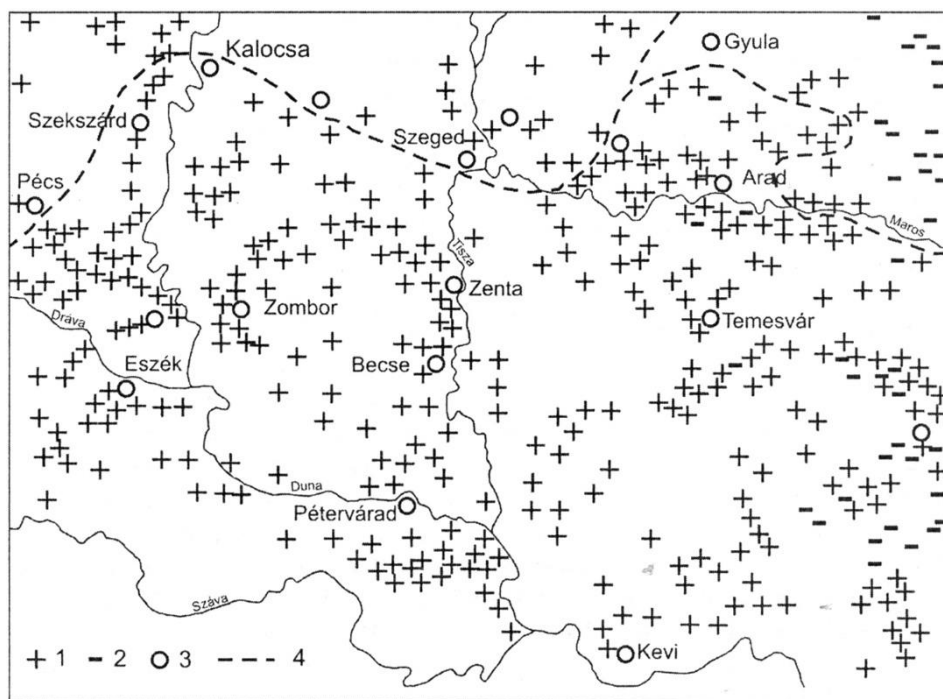 Kalocsa
Gyula
Szekszárd
Szeged
Pécs
Arad
Maros
Tisza
Zenta
Zombor
Temesvár
Dráva
Eszék
Becse
Duna
Pétervárad
Száva
Kevi
1 2 3 4